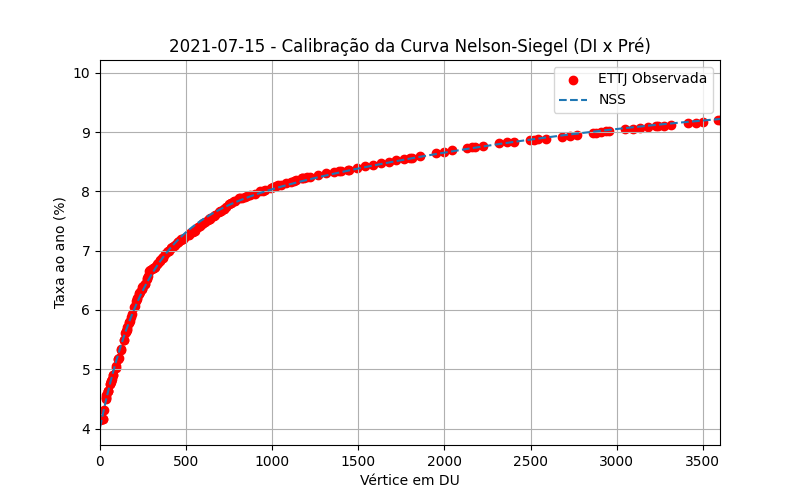 2021-07-15 - Calibração da Curva Nelson-Siegel (DI x Pré)
ETTJ Observada
NSS
Taxa ao ano (%)
10
9
8
7
6
5
4
0 500 1000 1500 2000 2500 3000 3500
Vértice em DU